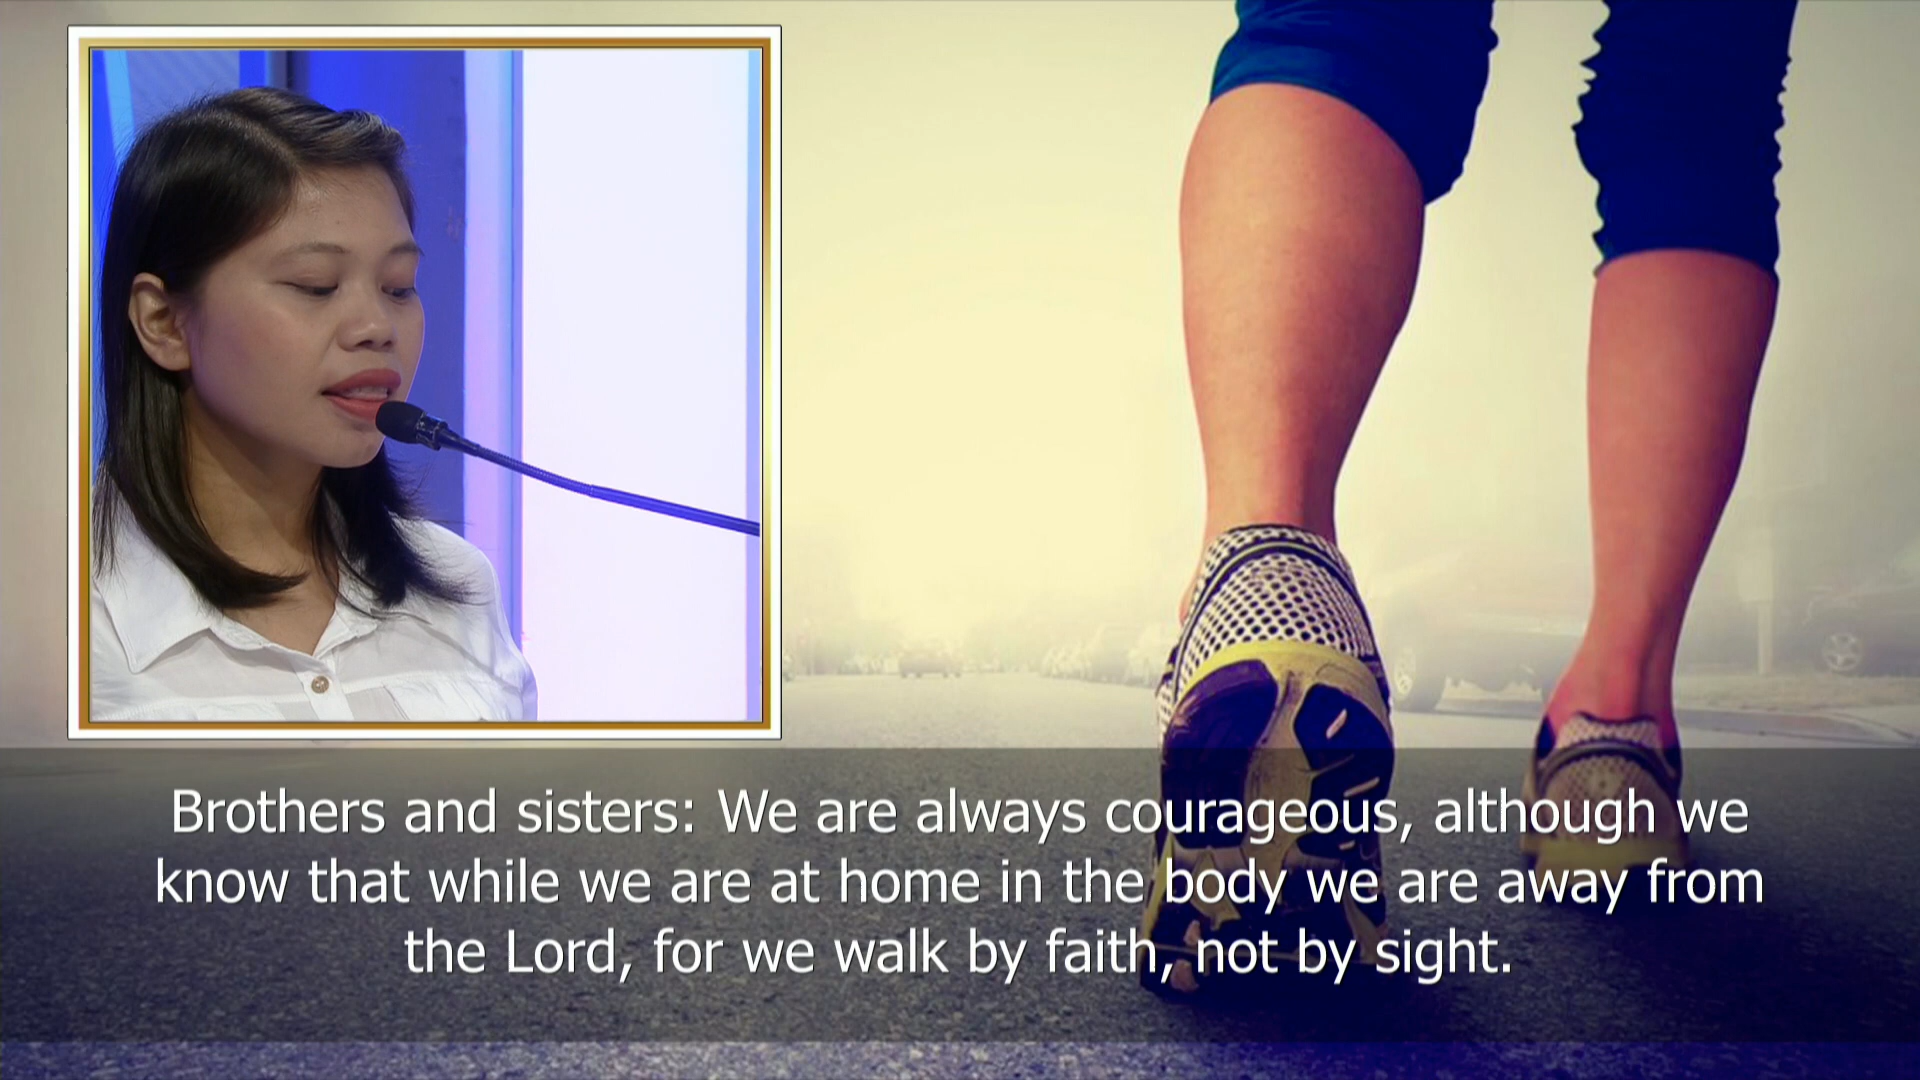 Brothers and sisters: We are always courageous, although we
know that while we are at home in the body we are away from
the Lord, for we walk by faith, not by sight.